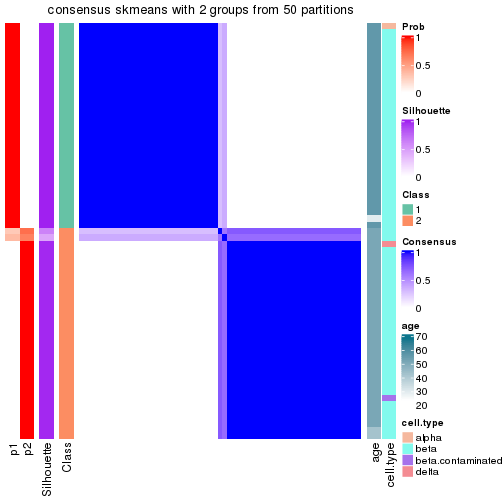 consensus skmeans with 2 groups from 50 partitions
p1
p2
Silhouette
Class
age
cell.type
Prob
1
0.5
0
Silhouette
1
0.5
0
Class
1
2
Consensus
1
0.5
0
age
70
60
50
40
30
20
cell.type
alpha
beta
beta.contaminated
delta